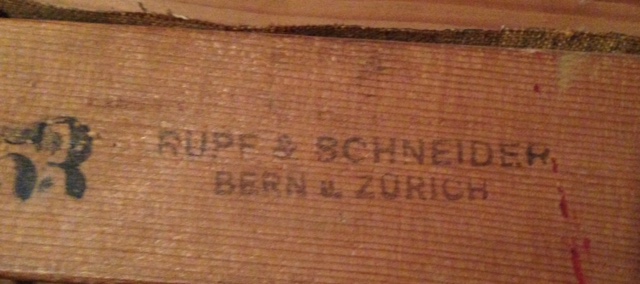 RUPF & SCHNEIDER
BERN u. ZÜRICH